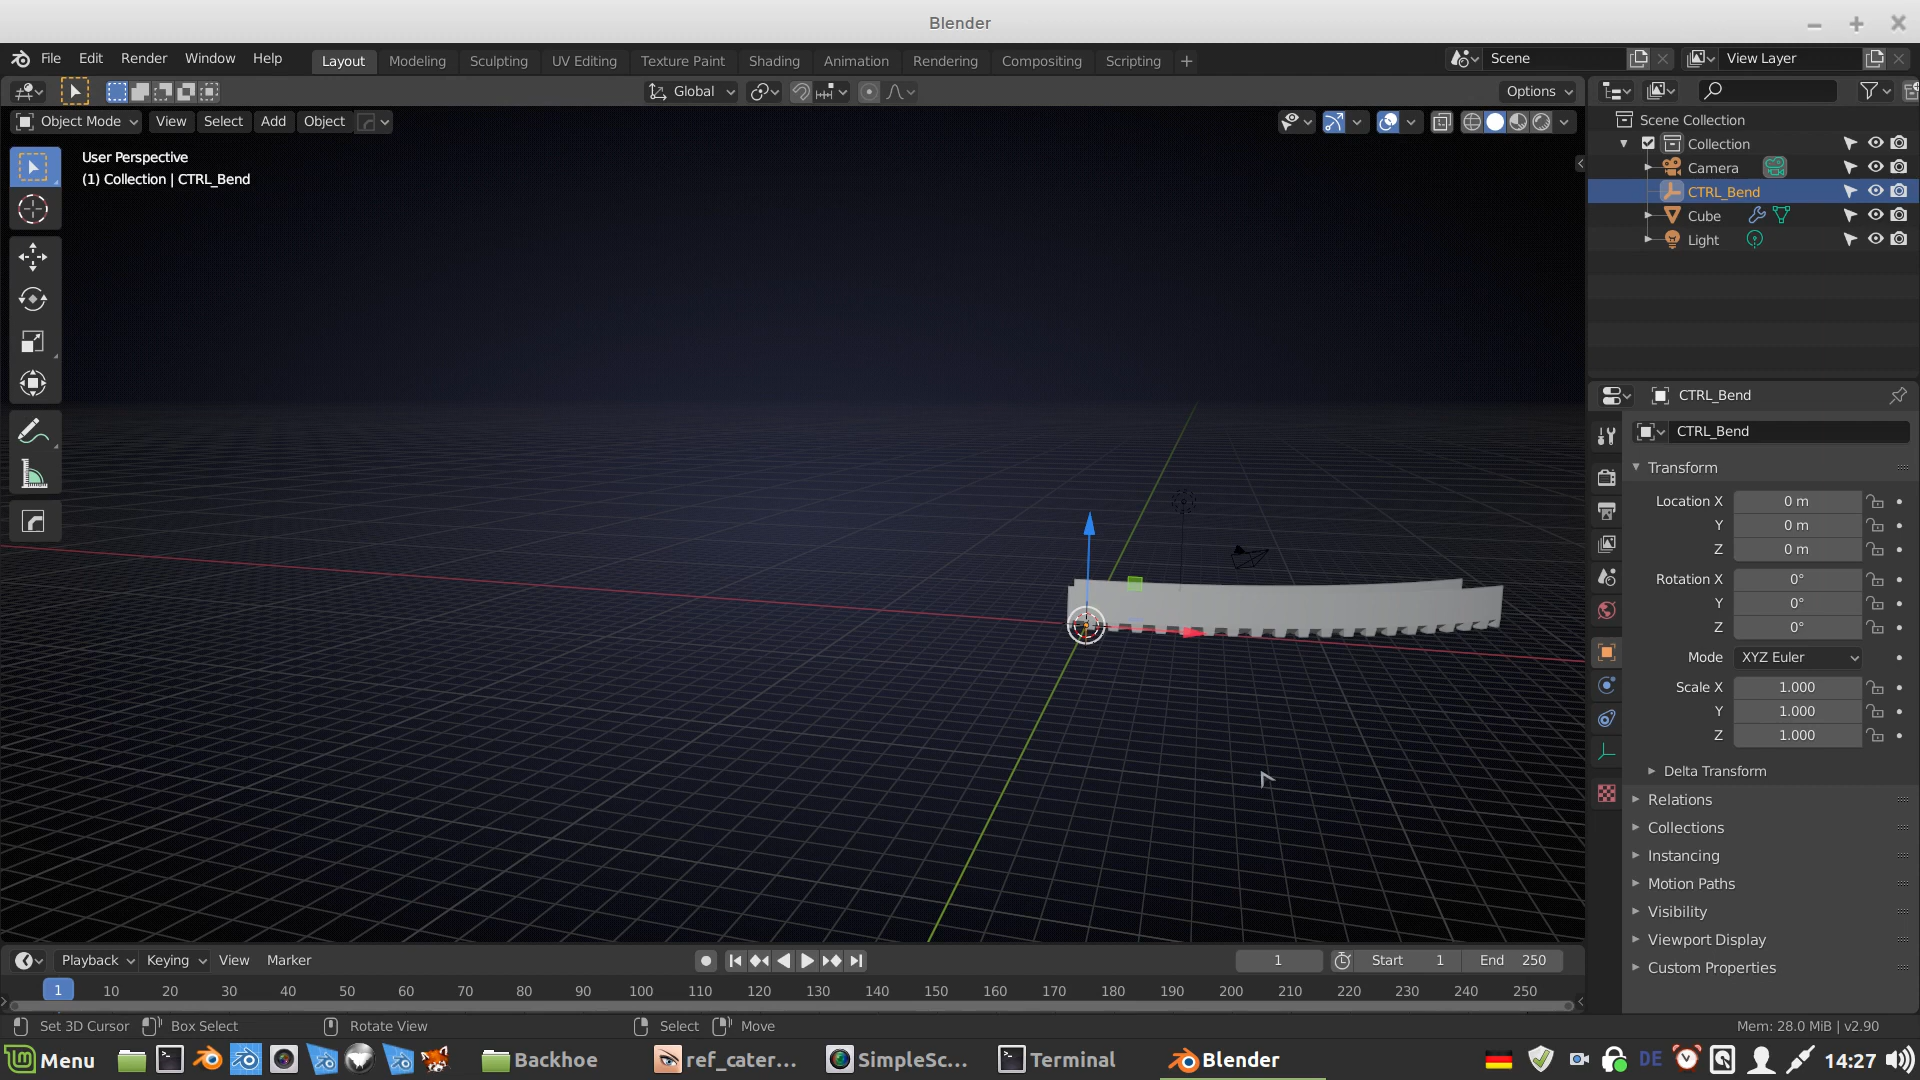 Blender
File Edit Render Window Help Layout Modeling Sculpting UV Editing Texture Paint Shading Animation Rendering Compositing Scripting + Scene View Layer
Global Options
Object Mode View Select Add Object
User Perspective
(1) Collection | CTRL_Bend
Scene Collection
Collection
Camera
CTRL_Bend
Cube
Light
CTRL_Bend
CTRL_Bend
Transform
Location X 0 m
Y 0 m
Z 0 m
Rotation X 0°
Y 0°
Z 0°
Mode XYZ Euler
Scale X 1.000
Y 1.000
Z 1.000
Delta Transform
Relations
Collections
Instancing
Motion Paths
Visibility
Viewport Display
Custom Properties
Playback Keying View Marker 1 Start 1 End 250
1 10 20 30 40 50 60 70 80 90 100 110 120 130 140 150 160 170 180 190 200 210 220 230 240 250
Set 3D Cursor Box Select Rotate View Select Move Mem: 28.0 MiB | v2.90
Menu Backhoe ref_cater... SimpleSc... Terminal Blender DE 14:27